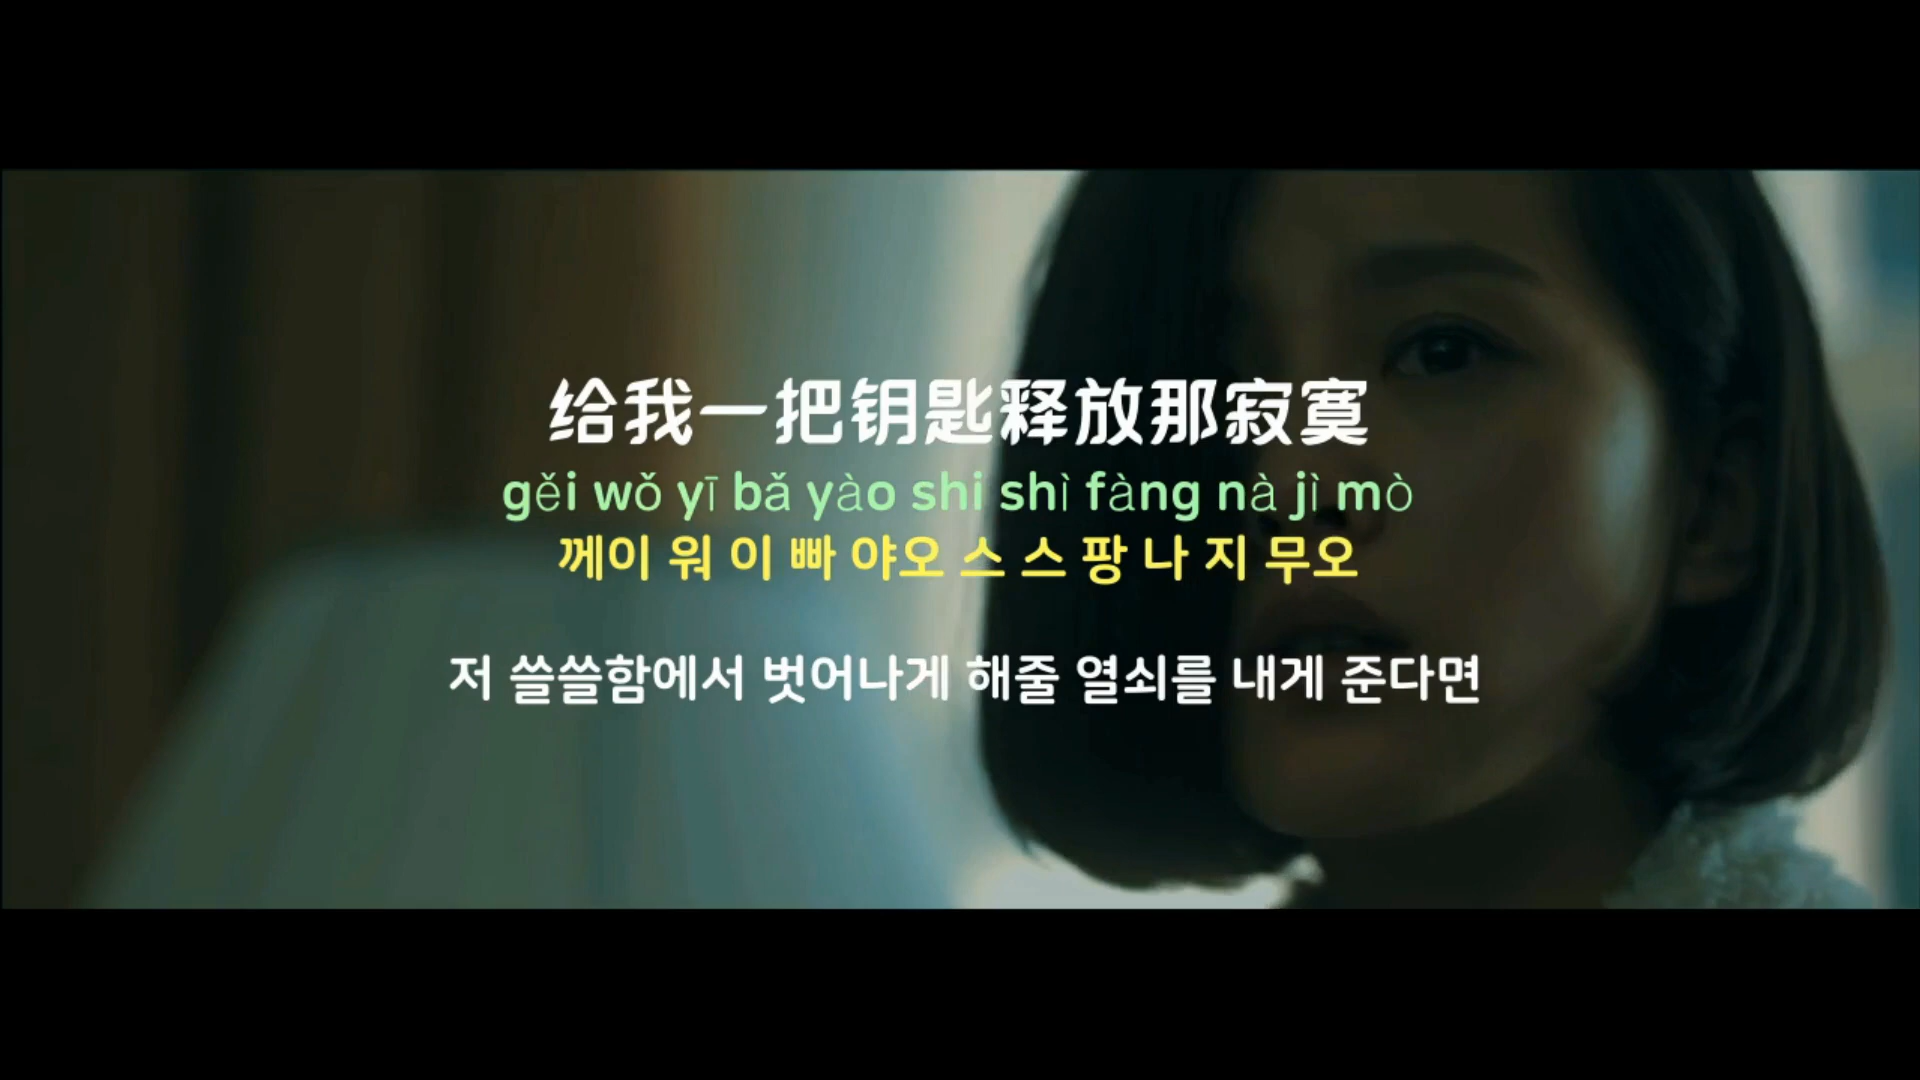 给我一把钥匙释放那寂寞
gěi wǒ yī bǎ yào shi shì fàng nà jì mò
께이 워 이 빠 야오 스 스 팡 나 지 무오
저 쓸쓸함에서 벗어나게 해줄 열쇠를 내게 준다면